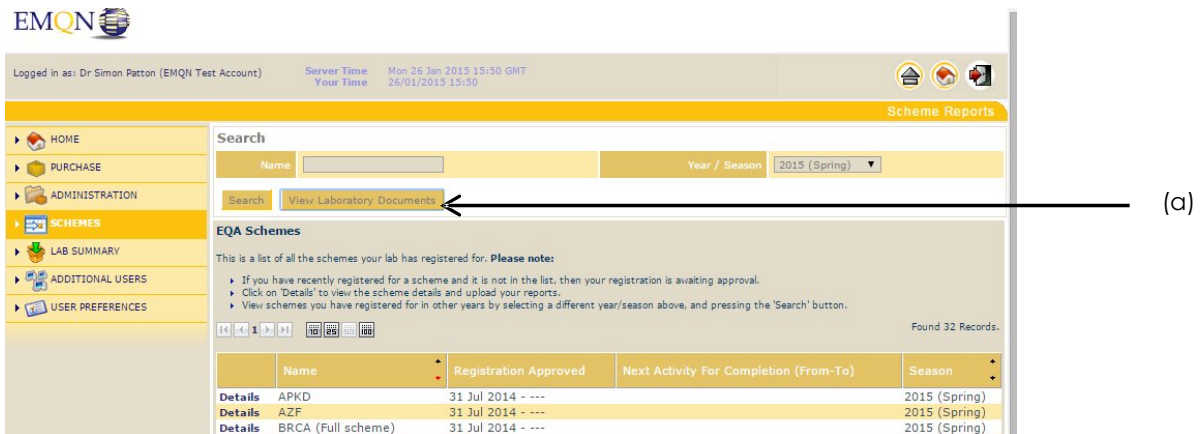 EMQN
Logged in as: Dr Simon Patton (EMQN Test Account)
Server Time Mon 26 Jan 2015 15:50 GMT
Your Time 26/01/2015 15:50
Scheme Reports
HOME
PURCHASE
ADMINISTRATION
SCHEMES
LAB SUMMARY
ADDITIONAL USERS
USER PREFERENCES
Search
Name
Year / Season 2015 (Spring)
Search View Laboratory Documents
(a)
EQA Schemes
This is a list of all the schemes your lab has registered for. Please note:
If you have recently registered for a scheme and it is not in the list, then your registration is awaiting approval.
Click on 'Details' to view the scheme details and upload your reports.
View schemes you have registered for in other years by selecting a different year/season above, and pressing the 'Search' button.
1 10 25 50 100 Found 32 Records.
Name Registration Approved Next Activity For Completion (From-To) Season
Details APKD 31 Jul 2014 - --- 2015 (Spring)
Details AZF 31 Jul 2014 - --- 2015 (Spring)
Details BRCA (Full scheme) 31 Jul 2014 - --- 2015 (Spring)